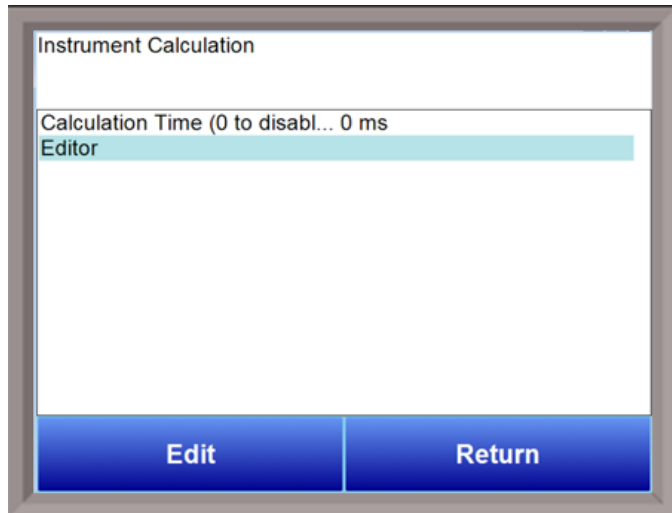 Instrument Calculation
Calculation Time (0 to disabl... 0 ms
Editor
Edit
Return